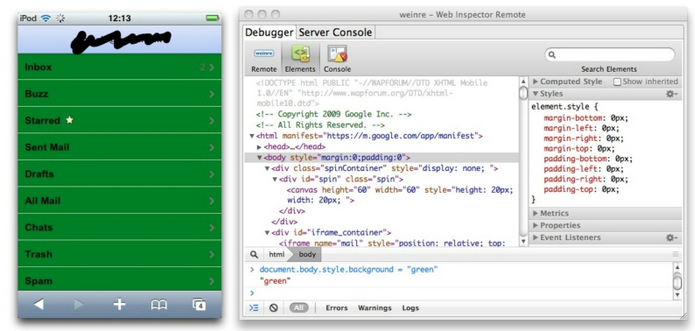 iPod 12:13
Inbox 2
Buzz
Starred
Sent Mail
Drafts
All Mail
Chats
Trash
Spam
4
weinre – Web Inspector Remote
Debugger Server Console
weinre
Remote Elements Console
Search Elements
<!DOCTYPE html PUBLIC "-//WAPFORUM//DTD XHTML Mobile
1.0//EN" "http://www.wapforum.org/DTD/xhtml-
mobile10.dtd">
<!-- Copyright 2009 Google Inc. -->
<!-- All Rights Reserved. -->
<html manifest="https://m.google.com/app/manifest">
<head>…</head>
<body style="margin:0;padding:0">
<div class="spinContainer" style="display: none; ">
<div id="spin" class="spin">
<canvas height="60" width="60" style="height: 20px;
width: 20px; ">
</div>
</div>
<div id="iframe_container">
<iframe name="mail" style="position: relative; top:
Computed Style Show inherited
Styles
element.style {
margin-bottom: 0px;
margin-left: 0px;
margin-right: 0px;
margin-top: 0px;
padding-bottom: 0px;
padding-left: 0px;
padding-right: 0px;
padding-top: 0px;
}
Metrics
Properties
Event Listeners
html body
> document.body.style.background = "green"
"green"
>
All Errors Warnings Logs